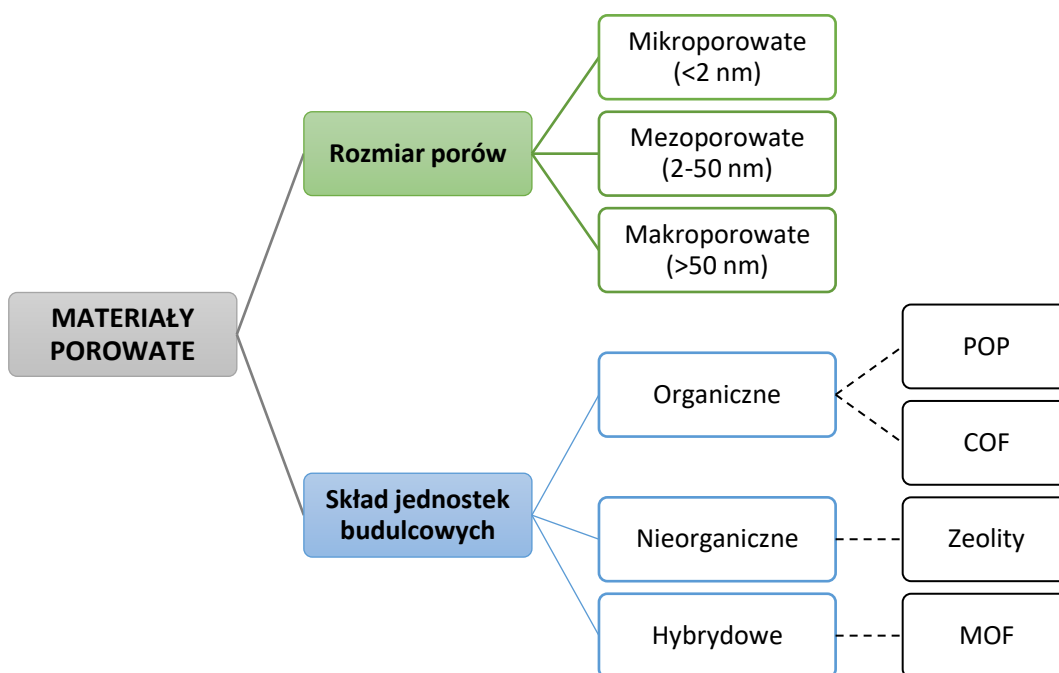 MATERIAŁY
POROWATE
Rozmiar porów
Mikroporowate
(<2 nm)
Mezoporowate
(2-50 nm)
Makroporowate
(>50 nm)
Skład jednostek
budulcowych
Organiczne
POP
COF
Nieorganiczne
Zeolity
Hybrydowe
MOF